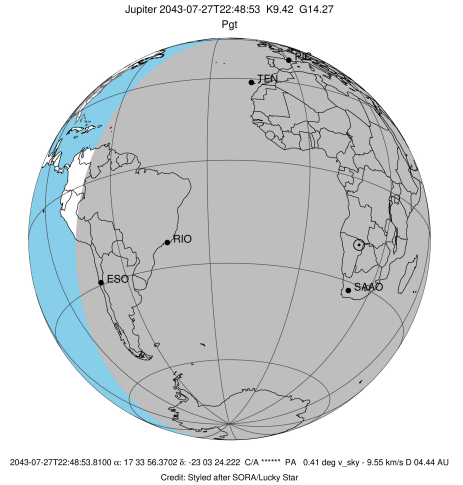 Jupiter 2043-07-27T22:48:53 K9.42 G14.27
Pgt
TEN
RIO
ESO
SAAO
2043-07-27T22:48:53.8100 α: 17 33 56.3702 δ: -23 03 24.222 C/A ****** PA 0.41 deg v_sky - 9.55 km/s D 04.44 AU
Credit: Styled after SORA/Lucky Star